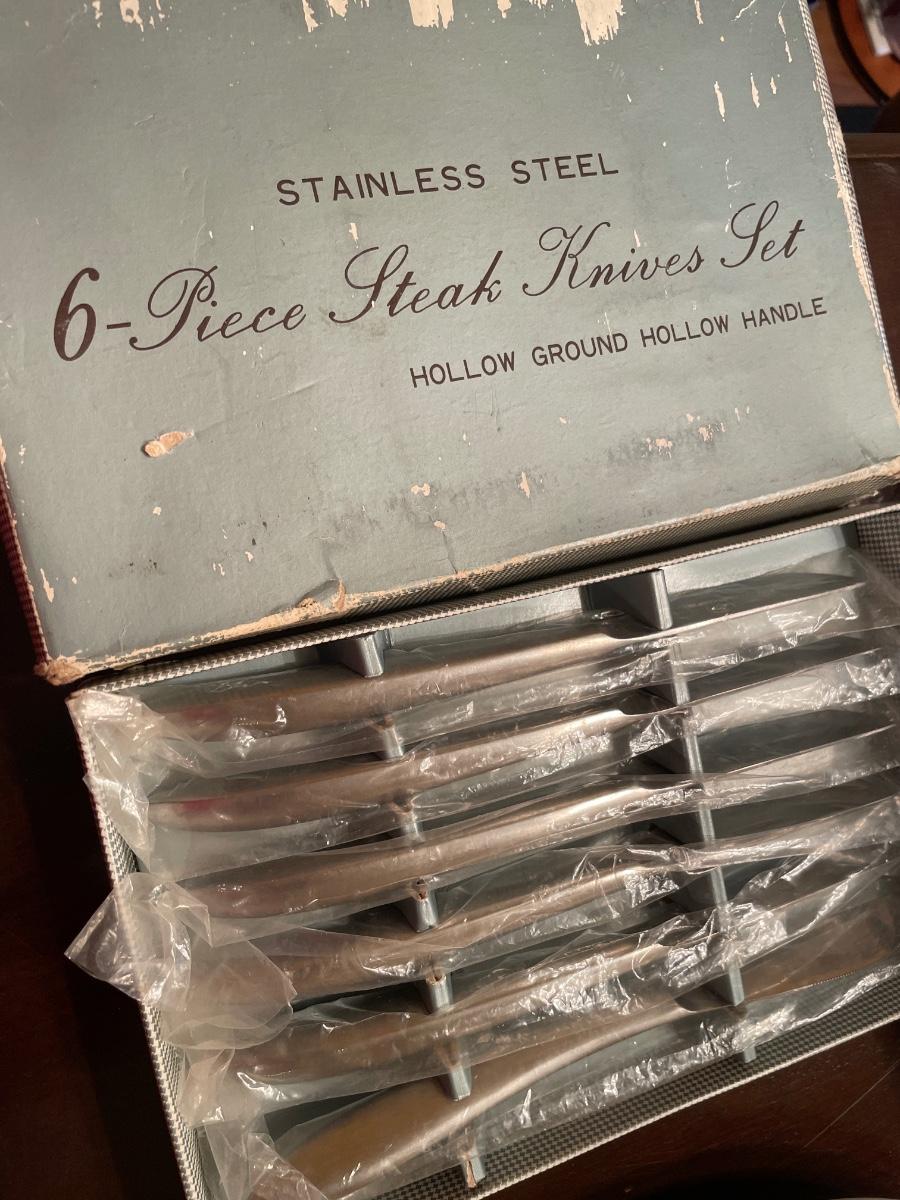 STAINLESS STEEL
6-Piece Steak Knives Set
HOLLOW GROUND HOLLOW HANDLE